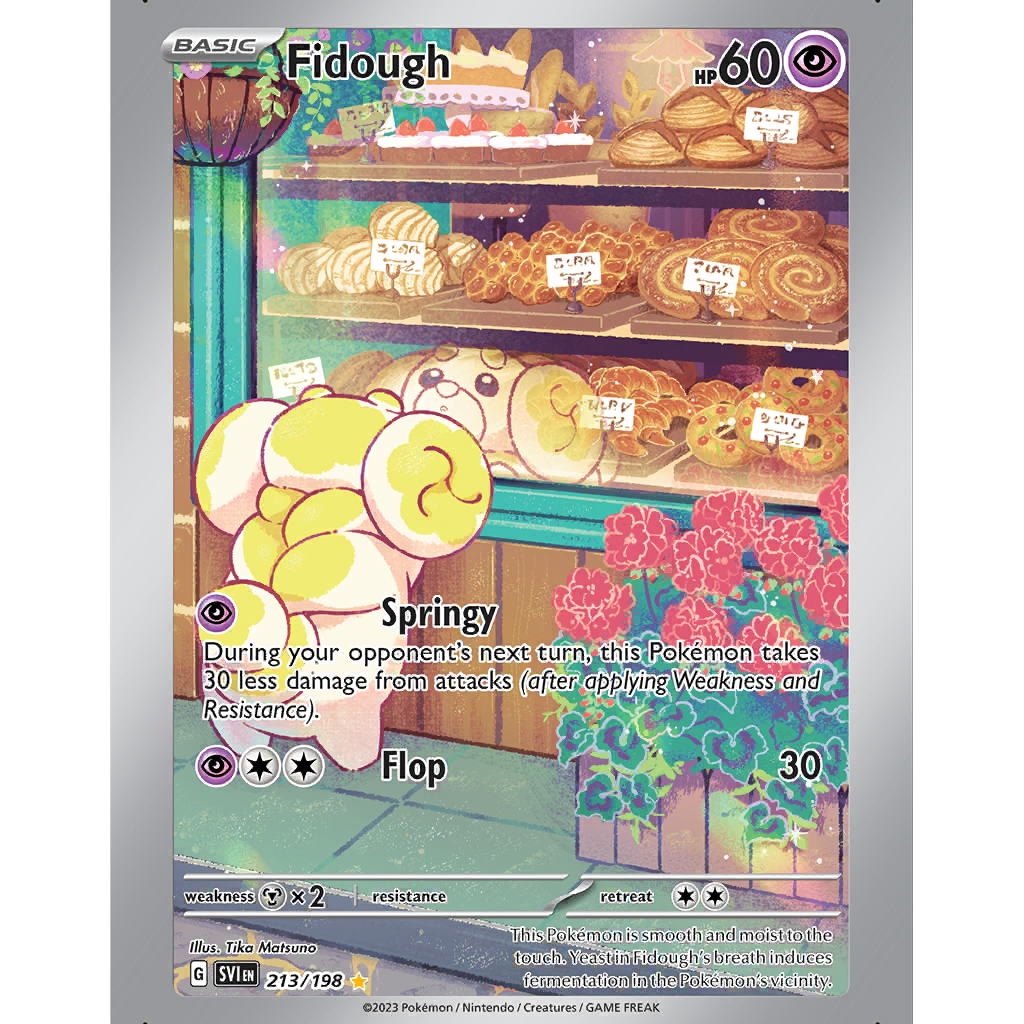 BASIC
Fidough
HP 60
Springy
During your opponent's next turn, this Pokémon takes
30 less damage from attacks (after applying Weakness and
Resistance).
Flop 30
weakness ×2 resistance retreat
This Pokémon is smooth and moist to the
touch. Yeast in Fidough's breath induces
fermentation in the Pokémon's vicinity.
Illus. Tika Matsuno
G SVI EN 213/198
©2023 Pokémon / Nintendo / Creatures / GAME FREAK